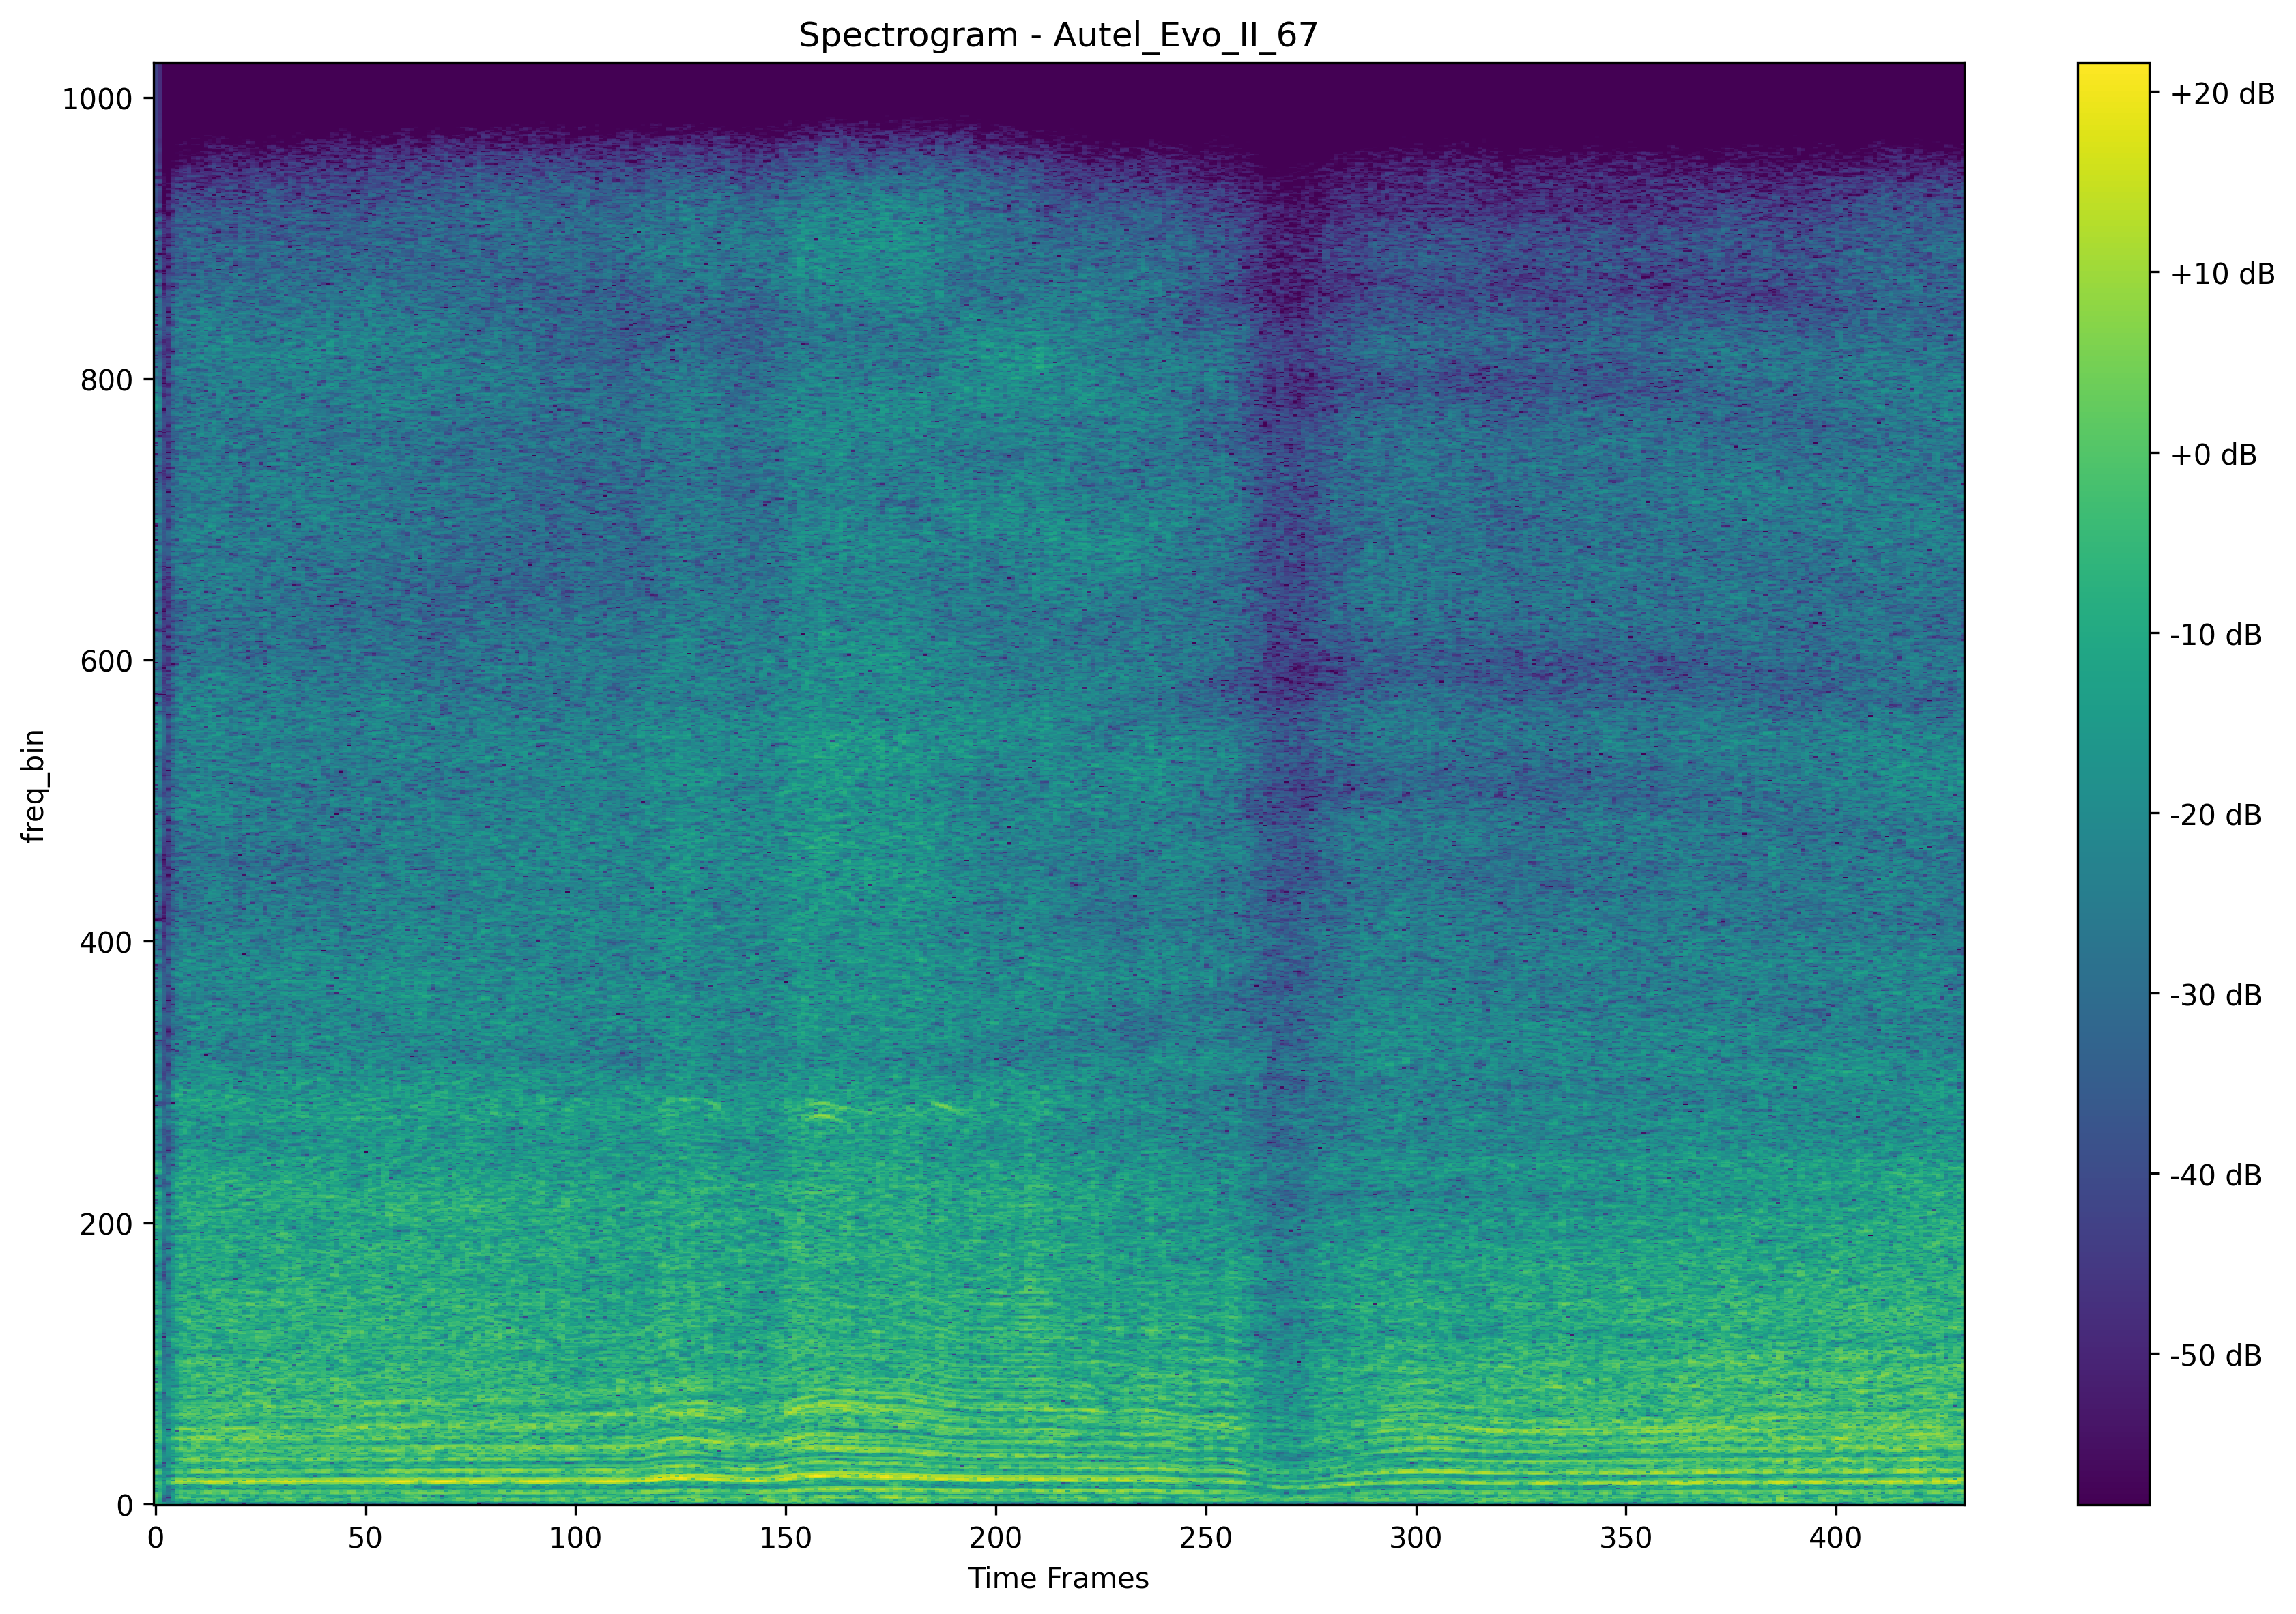 Spectrogram - Autel_Evo_II_67
1000
800
600
400
200
0
freq_bin
0 50 100 150 200 250 300 350 400
Time Frames
+20 dB
+10 dB
+0 dB
-10 dB
-20 dB
-30 dB
-40 dB
-50 dB